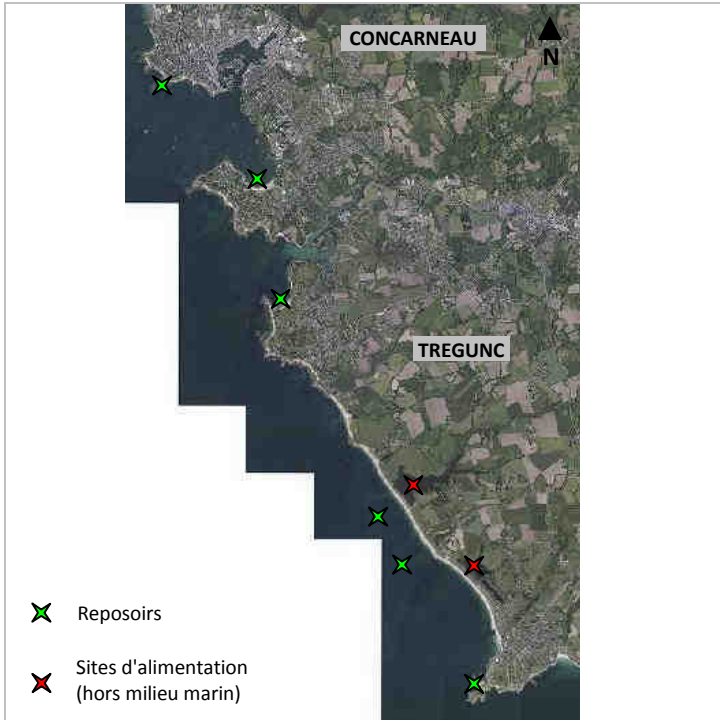 CONCARNEAU
N
TREGUNC
Reposoirs
Sites d'alimentation
(hors milieu marin)